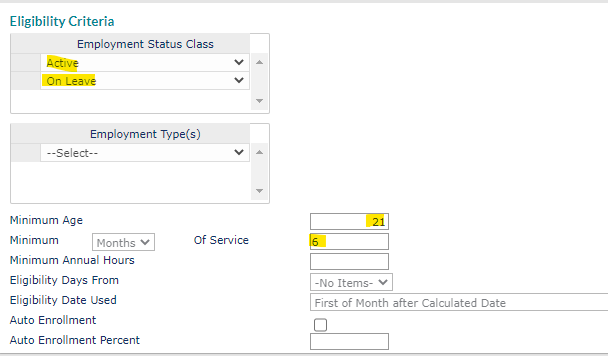 Eligibility Criteria
Employment Status Class
Active
On Leave
Employment Type(s)
--Select--
Minimum Age 21
Minimum Months Of Service 6
Minimum Annual Hours
Eligibility Days From -No Items-
Eligibility Date Used First of Month after Calculated Date
Auto Enrollment
Auto Enrollment Percent